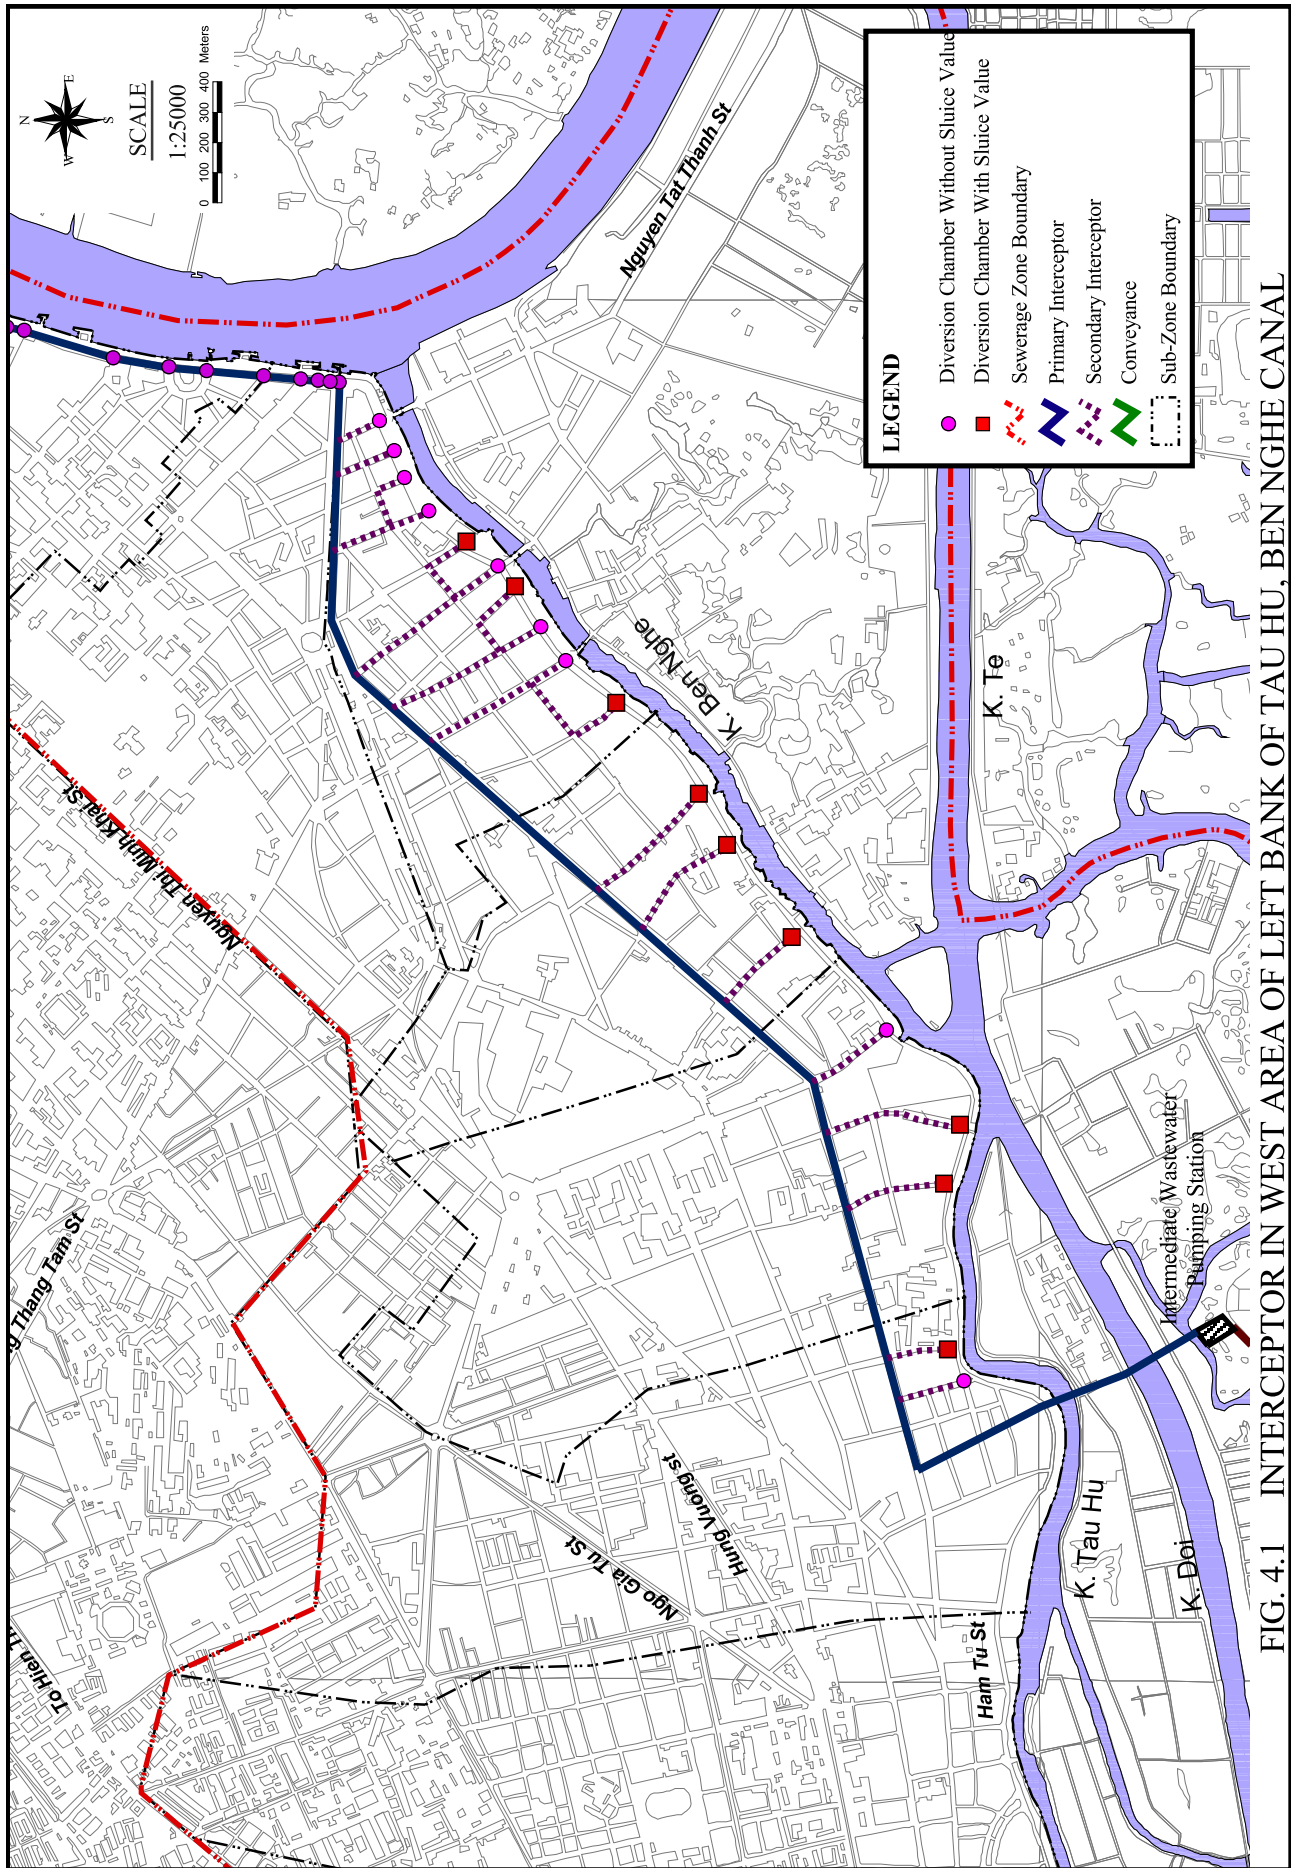 N
W
E
S
SCALE
1:25000
0 100 200 300 400 Meters
Nguyen Tat Thanh St
LEGEND
Diversion Chamber Without Sluice Value
Diversion Chamber With Sluice Value
Sewerage Zone Boundary
Primary Interceptor
Secondary Interceptor
Conveyance
Sub-Zone Boundary
K. Ben Nghe
K. Te
Nguyen Thi Minh Khai St
g Thang Tam St
Intermediate Wastewater
Pumping Station
Hung Vuong st
Ngo Gia Tu St
To Hien
Ham Tu St
K. Tau Hu
K. Doi
FIG. 4.1 INTERCEPTOR IN WEST AREA OF LEFT BANK OF TAU HU, BEN NGHE CANAL